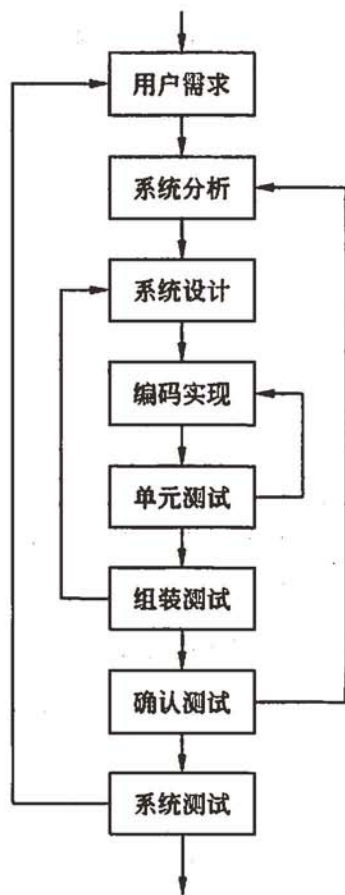 用户需求
系统分析
系统设计
编码实现
单元测试
组装测试
确认测试
系统测试